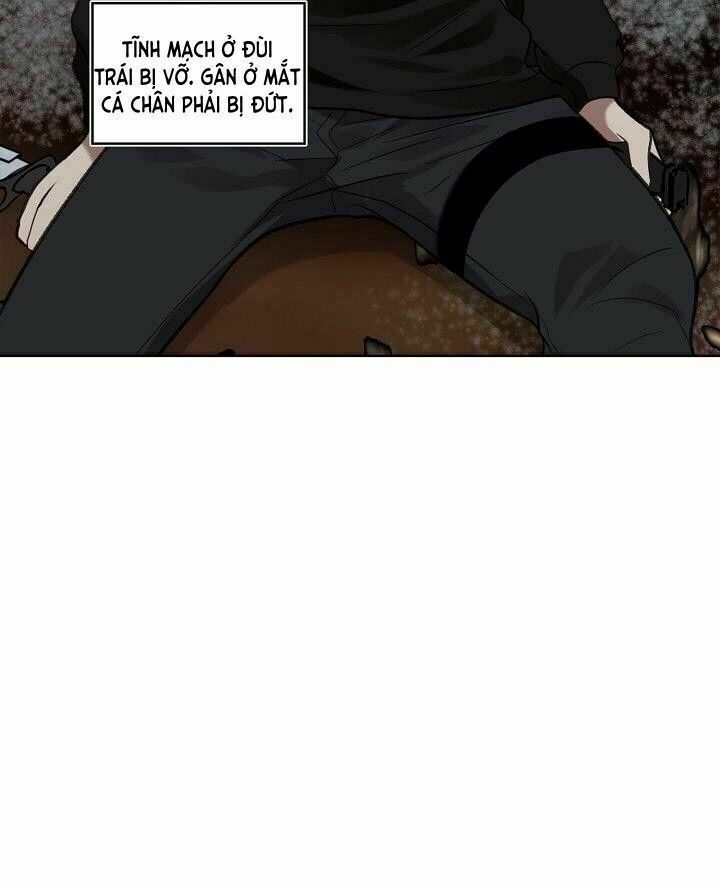 TĨNH MẠCH Ở ĐÙI
TRÁI BỊ VỠ. GÂN Ở MẮT
CÁ CHÂN PHẢI BỊ ĐỨT.